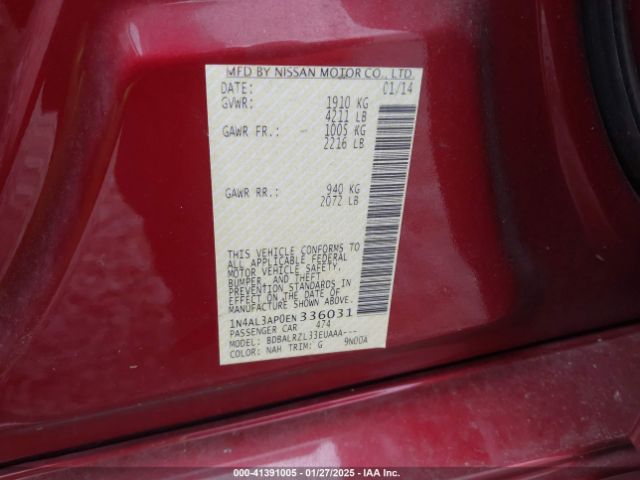 MFD BY NISSAN MOTOR CO., LTD.
DATE: 01/14
GVWR: 1910 KG
4211 LB
GAWR FR.: - 1005 KG
2216 LB
GAWR RR.: 940 KG
2072 LB
THIS VEHICLE CONFORMS TO
ALL APPLICABLE FEDERAL
MOTOR VEHICLE SAFETY,
BUMPER, AND THEFT
PREVENTION STANDARDS IN
EFFECT ON THE DATE OF
MANUFACTURE SHOWN ABOVE.
1N4AL3AP0EN336031
PASSENGER CAR 474
MODEL: BDBALRZL33EUAAA---
COLOR: NAH TRIM: G 9N00A
000-41391005 | 01/27/2025 - IAA Inc.